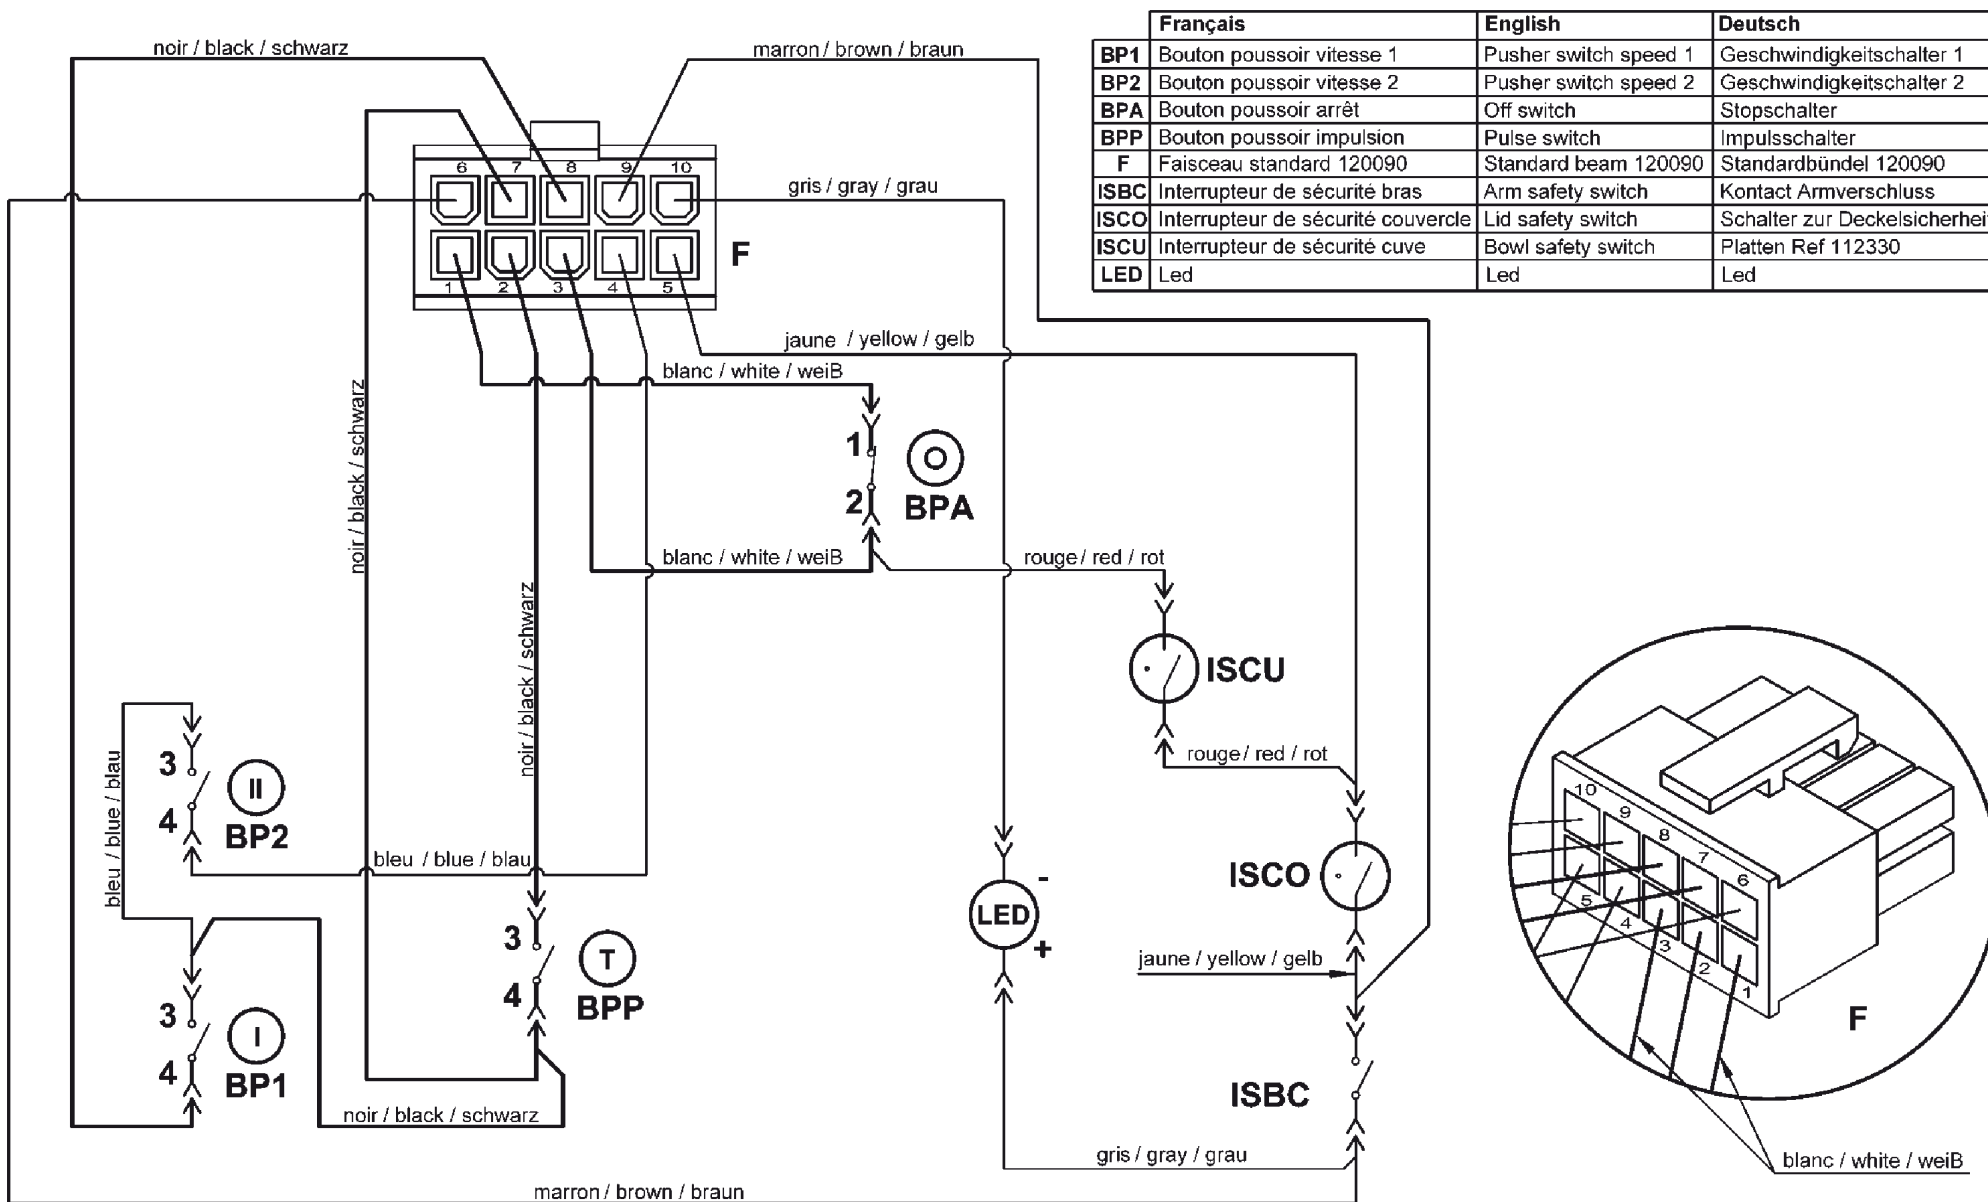 Français English Deutsch
BP1 Bouton poussoir vitesse 1 Pusher switch speed 1 Geschwindigkeitschalter 1
BP2 Bouton poussoir vitesse 2 Pusher switch speed 2 Geschwindigkeitschalter 2
BPA Bouton poussoir arrêt Off switch Stopschalter
BPP Bouton poussoir impulsion Pulse switch Impulsschalter
F Faisceau standard 120090 Standard beam 120090 Standardbündel 120090
ISBC Interrupteur de sécurité bras Arm safety switch Kontact Armverschluss
ISCO Interrupteur de sécurité couvercle Lid safety switch Schalter zur Deckelsicherhei
ISCU Interrupteur de sécurité cuve Bowl safety switch Platten Ref 112330
LED Led Led Led
noir / black / schwarz
marron / brown / braun
6 7 8 9 10
gris / gray / grau
F
1 2 3 4 5
jaune / yellow / gelb
blanc / white / weiB
1
2
BPA
noir / black / schwarz
blanc / white / weiB
rouge / red / rot
noir / black / schwarz
ISCU
rouge / red / rot
bleu / blue / blau
3
4
II
BP2
bleu / blue / blau
ISCO
-
LED
+
3
4
T
BPP
jaune / yellow / gelb
3
4
I
BP1
ISBC
noir / black / schwarz
gris / gray / grau
marron / brown / braun
10 9 8 7 6
5 4 3 2 1
F
blanc / white / weiB